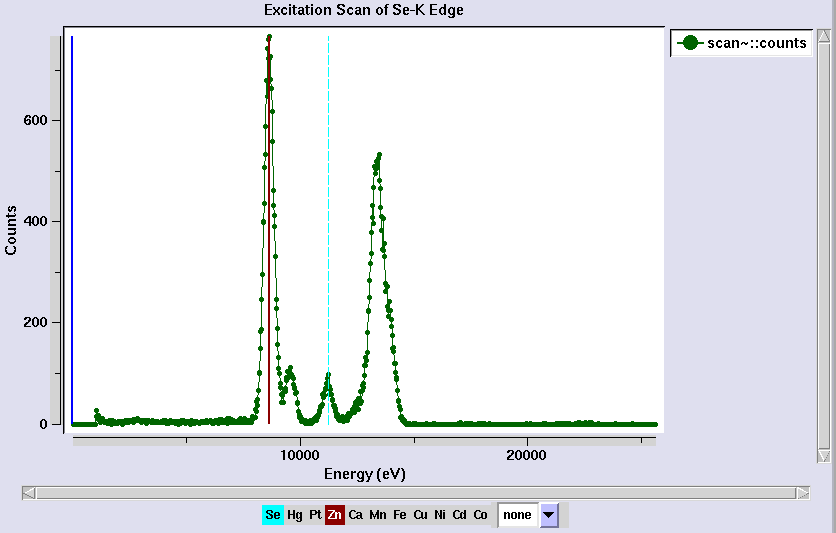 Excitation Scan of Se-K Edge
scan~::counts
600
400
200
0
Counts
10000 20000
Energy (eV)
Se Hg Pt Zn Ca Mn Fe Cu Ni Cd Co none